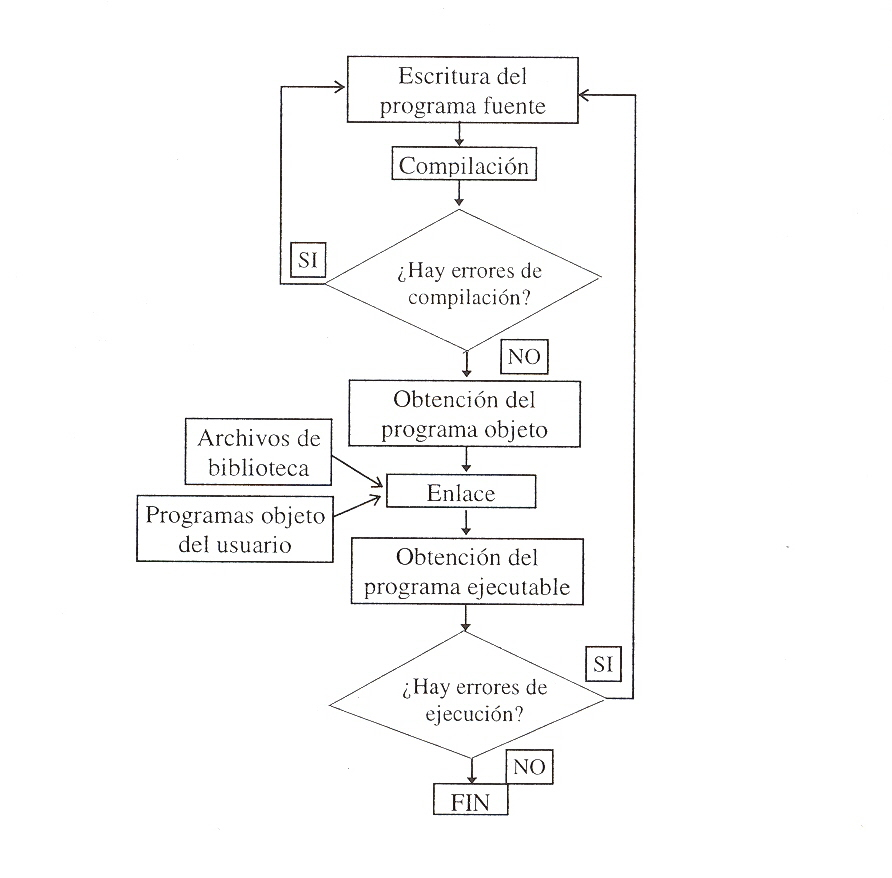 Escritura del
programa fuente
Compilación
SI
¿Hay errores de
compilación?
NO
Obtención del
programa objeto
Archivos de
biblioteca
Enlace
Programas objeto
del usuario
Obtención del
programa ejecutable
SI
¿Hay errores de
ejecución?
NO
FIN